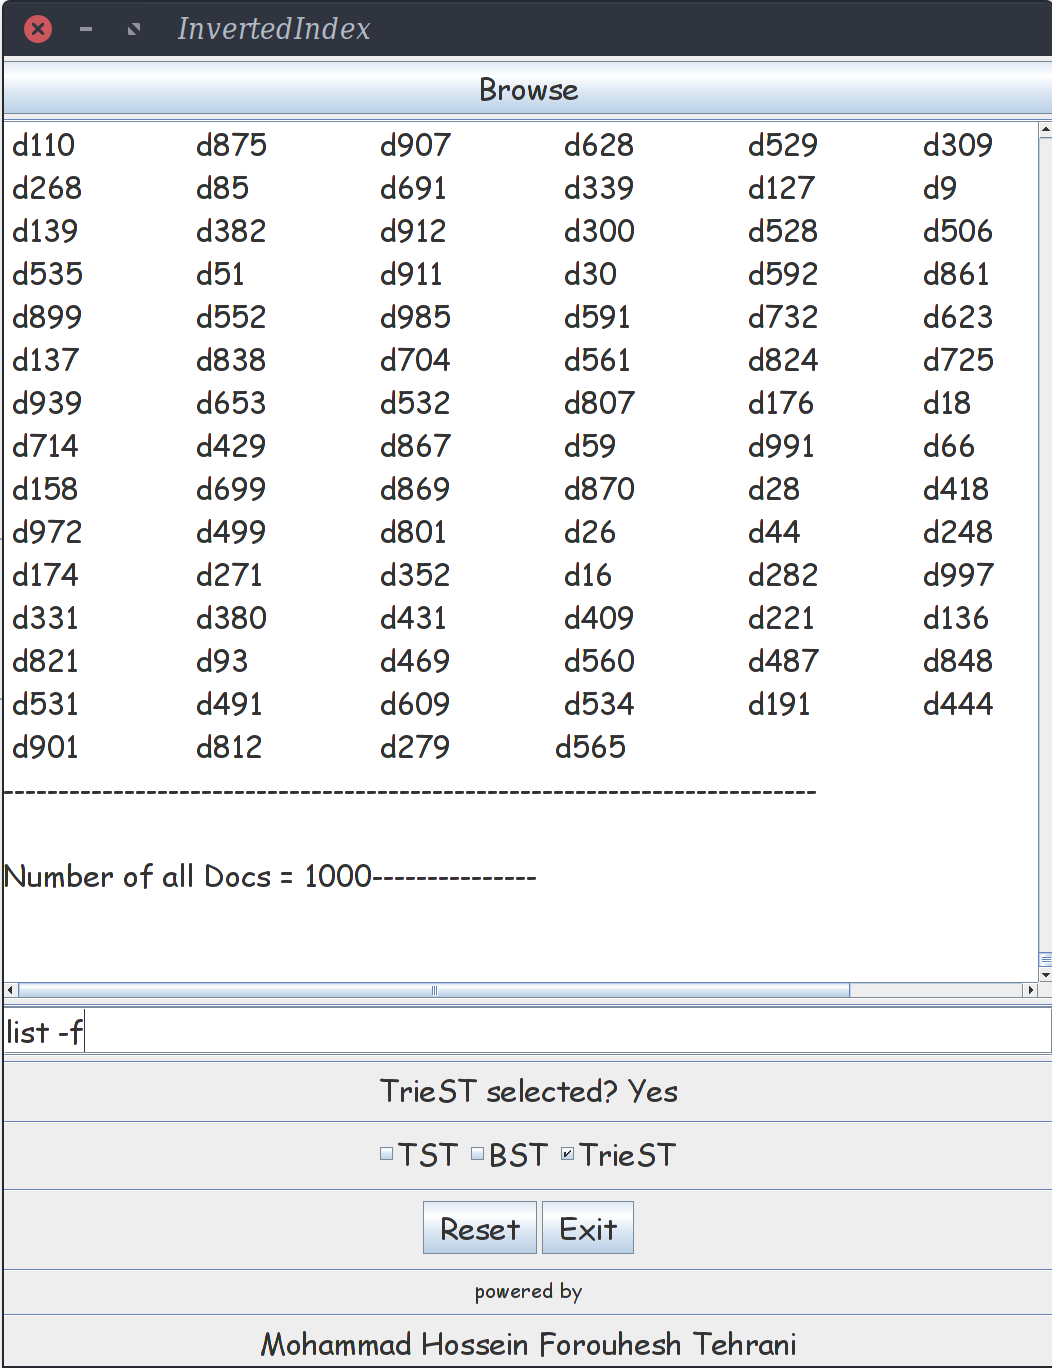 InvertedIndex
Browse
d110 d875 d907 d628 d529 d309
d268 d85 d691 d339 d127 d9
d139 d382 d912 d300 d528 d506
d535 d51 d911 d30 d592 d861
d899 d552 d985 d591 d732 d623
d137 d838 d704 d561 d824 d725
d939 d653 d532 d807 d176 d18
d714 d429 d867 d59 d991 d66
d158 d699 d869 d870 d28 d418
d972 d499 d801 d26 d44 d248
d174 d271 d352 d16 d282 d997
d331 d380 d431 d409 d221 d136
d821 d93 d469 d560 d487 d848
d531 d491 d609 d534 d191 d444
d901 d812 d279 d565
--------------------------------------------------------------------------
Number of all Docs = 1000---------------
list -f
TrieST selected? Yes
TST BST TrieST
Reset Exit
powered by
Mohammad Hossein Forouhesh Tehrani